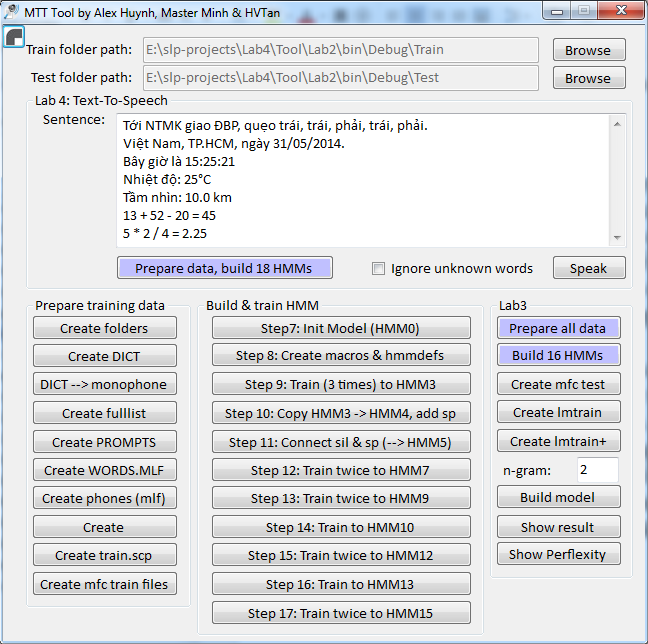 MTT Tool by Alex Huynh, Master Minh & HVTan
Train folder path: E:\slp-projects\Lab4\Tool\Lab2\bin\Debug\Train Browse
Test folder path: E:\slp-projects\Lab4\Tool\Lab2\bin\Debug\Test Browse
Lab 4: Text-To-Speech
Sentence:
Tới NTMK giao ĐBP, quẹo trái, trái, phải, trái, phải.
Việt Nam, TP.HCM, ngày 31/05/2014.
Bây giờ là 15:25:21
Nhiệt độ: 25°C
Tầm nhìn: 10.0 km
13 + 52 - 20 = 45
5 * 2 / 4 = 2.25
Prepare data, build 18 HMMs Ignore unknown words Speak
Prepare training data
Create folders
Create DICT
DICT --> monophone
Create fulllist
Create PROMPTS
Create WORDS.MLF
Create phones (mlf)
Create
Create train.scp
Create mfc train files
Build & train HMM
Step7: Init Model (HMM0)
Step 8: Create macros & hmmdefs
Step 9: Train (3 times) to HMM3
Step 10: Copy HMM3 -> HMM4, add sp
Step 11: Connect sil & sp (--> HMM5)
Step 12: Train twice to HMM7
Step 13: Train twice to HMM9
Step 14: Train to HMM10
Step 15: Train twice to HMM12
Step 16: Train to HMM13
Step 17: Train twice to HMM15
Lab3
Prepare all data
Build 16 HMMs
Create mfc test
Create lmtrain
Create lmtrain+
n-gram: 2
Build model
Show result
Show Perflexity